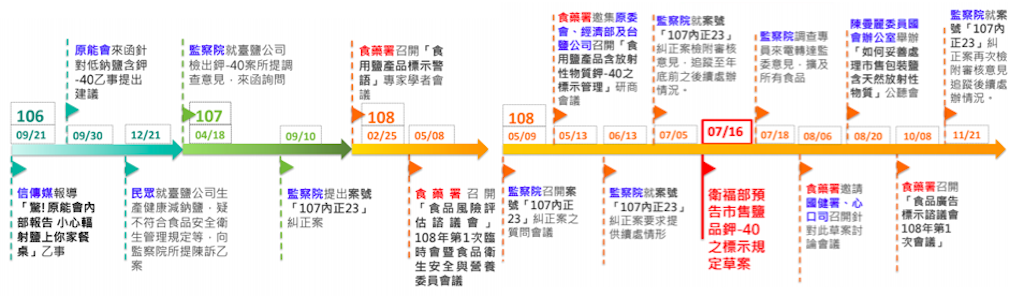 原能會來函針
對低鈉鹽含鉀
-40乙事提出
建議
監察院就臺鹽公司
檢出鉀-40案所提調
查意見，來函詢問
食藥署召開「食
用鹽產品標示警
語」專家學者會
議
食藥署邀集原委
會、經濟部及台
鹽公司召開「食
用鹽產品含放射
性物質鉀-40之
標示管理」研商
會議
監察院就案號
「107內正23」
糾正案檢附審核
意見，追蹤至年
底前之後續處辦
情況。
監察院調查專
員來電轉達監
委意見，擴及
所有食品
陳曼麗委員國
會辦公室舉辦
「如何妥善處
理市售包裝鹽
含天然放射性
物質」公聽會
監察院就案
號「107內
正23」糾
正案再次檢
附審核意見
追蹤後續處
辦情況。
106
107
108
108
09/21
09/30
12/21
04/18
09/10
02/25
05/08
05/09
05/13
06/13
07/05
07/16
07/18
08/06
08/20
10/08
11/21
信傳媒報導
「驚!原能會內
部報告 小心輻
射鹽上你家餐
桌」乙事
民眾就臺鹽公司生
產健康減鈉鹽，疑
不符合食品安全衛
生管理規定等，向
監察院所提陳訴乙
案
監察院提出案號
「107內正23」
糾正案
食藥署召開
「食品風險評
估諮議會」
108年第1次臨
時會暨食品衛
生安全與營養
委員會議
監察院召開案
號「107內正
23」糾正案之
質問會議
監察院就案號
「107內正23」
糾正案要求提
供續處情形
衛福部預
告市售鹽
品鉀-40
之標示規
定草案
食藥署邀請
國健署、心
口司召開針
對此草案討
論會議
食藥署召開
「食品廣告
標示諮議會
108年第1
次會議」